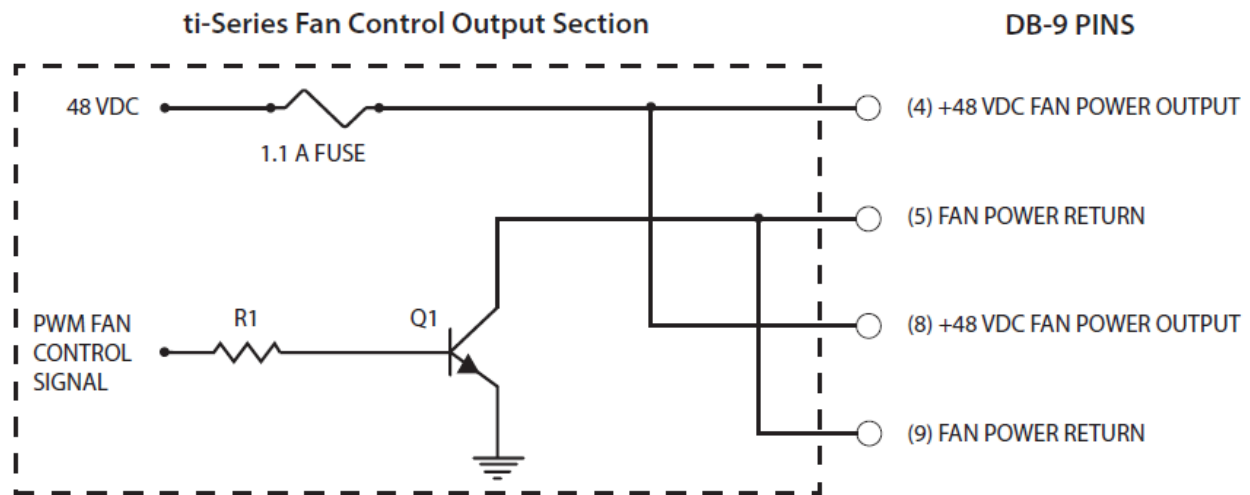 ti-Series Fan Control Output Section
DB-9 PINS
48 VDC
1.1 A FUSE
(4) +48 VDC FAN POWER OUTPUT
(5) FAN POWER RETURN
PWM FAN
CONTROL
SIGNAL
R1
Q1
(8) +48 VDC FAN POWER OUTPUT
(9) FAN POWER RETURN